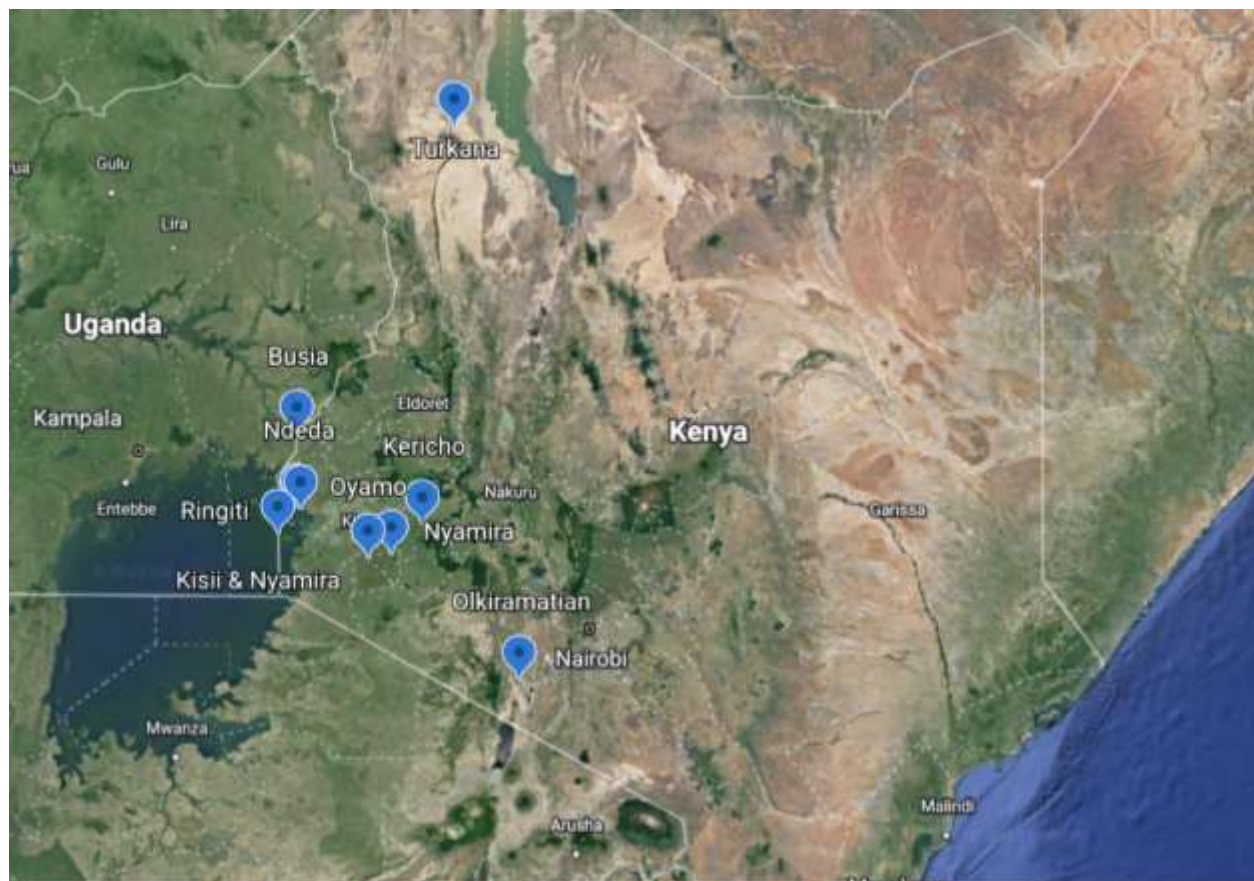 Turkana
Gulu
Lira
Uganda
Busia
Kampala
Ndeda
Eldoret
Kericho
Kenya
Entebbe
Ringiti
Oyamo
Nakuru
Garissa
Nyamira
Kisii & Nyamira
Olkiramatian
Nairobi
Mwanza
Arusha
Malindi